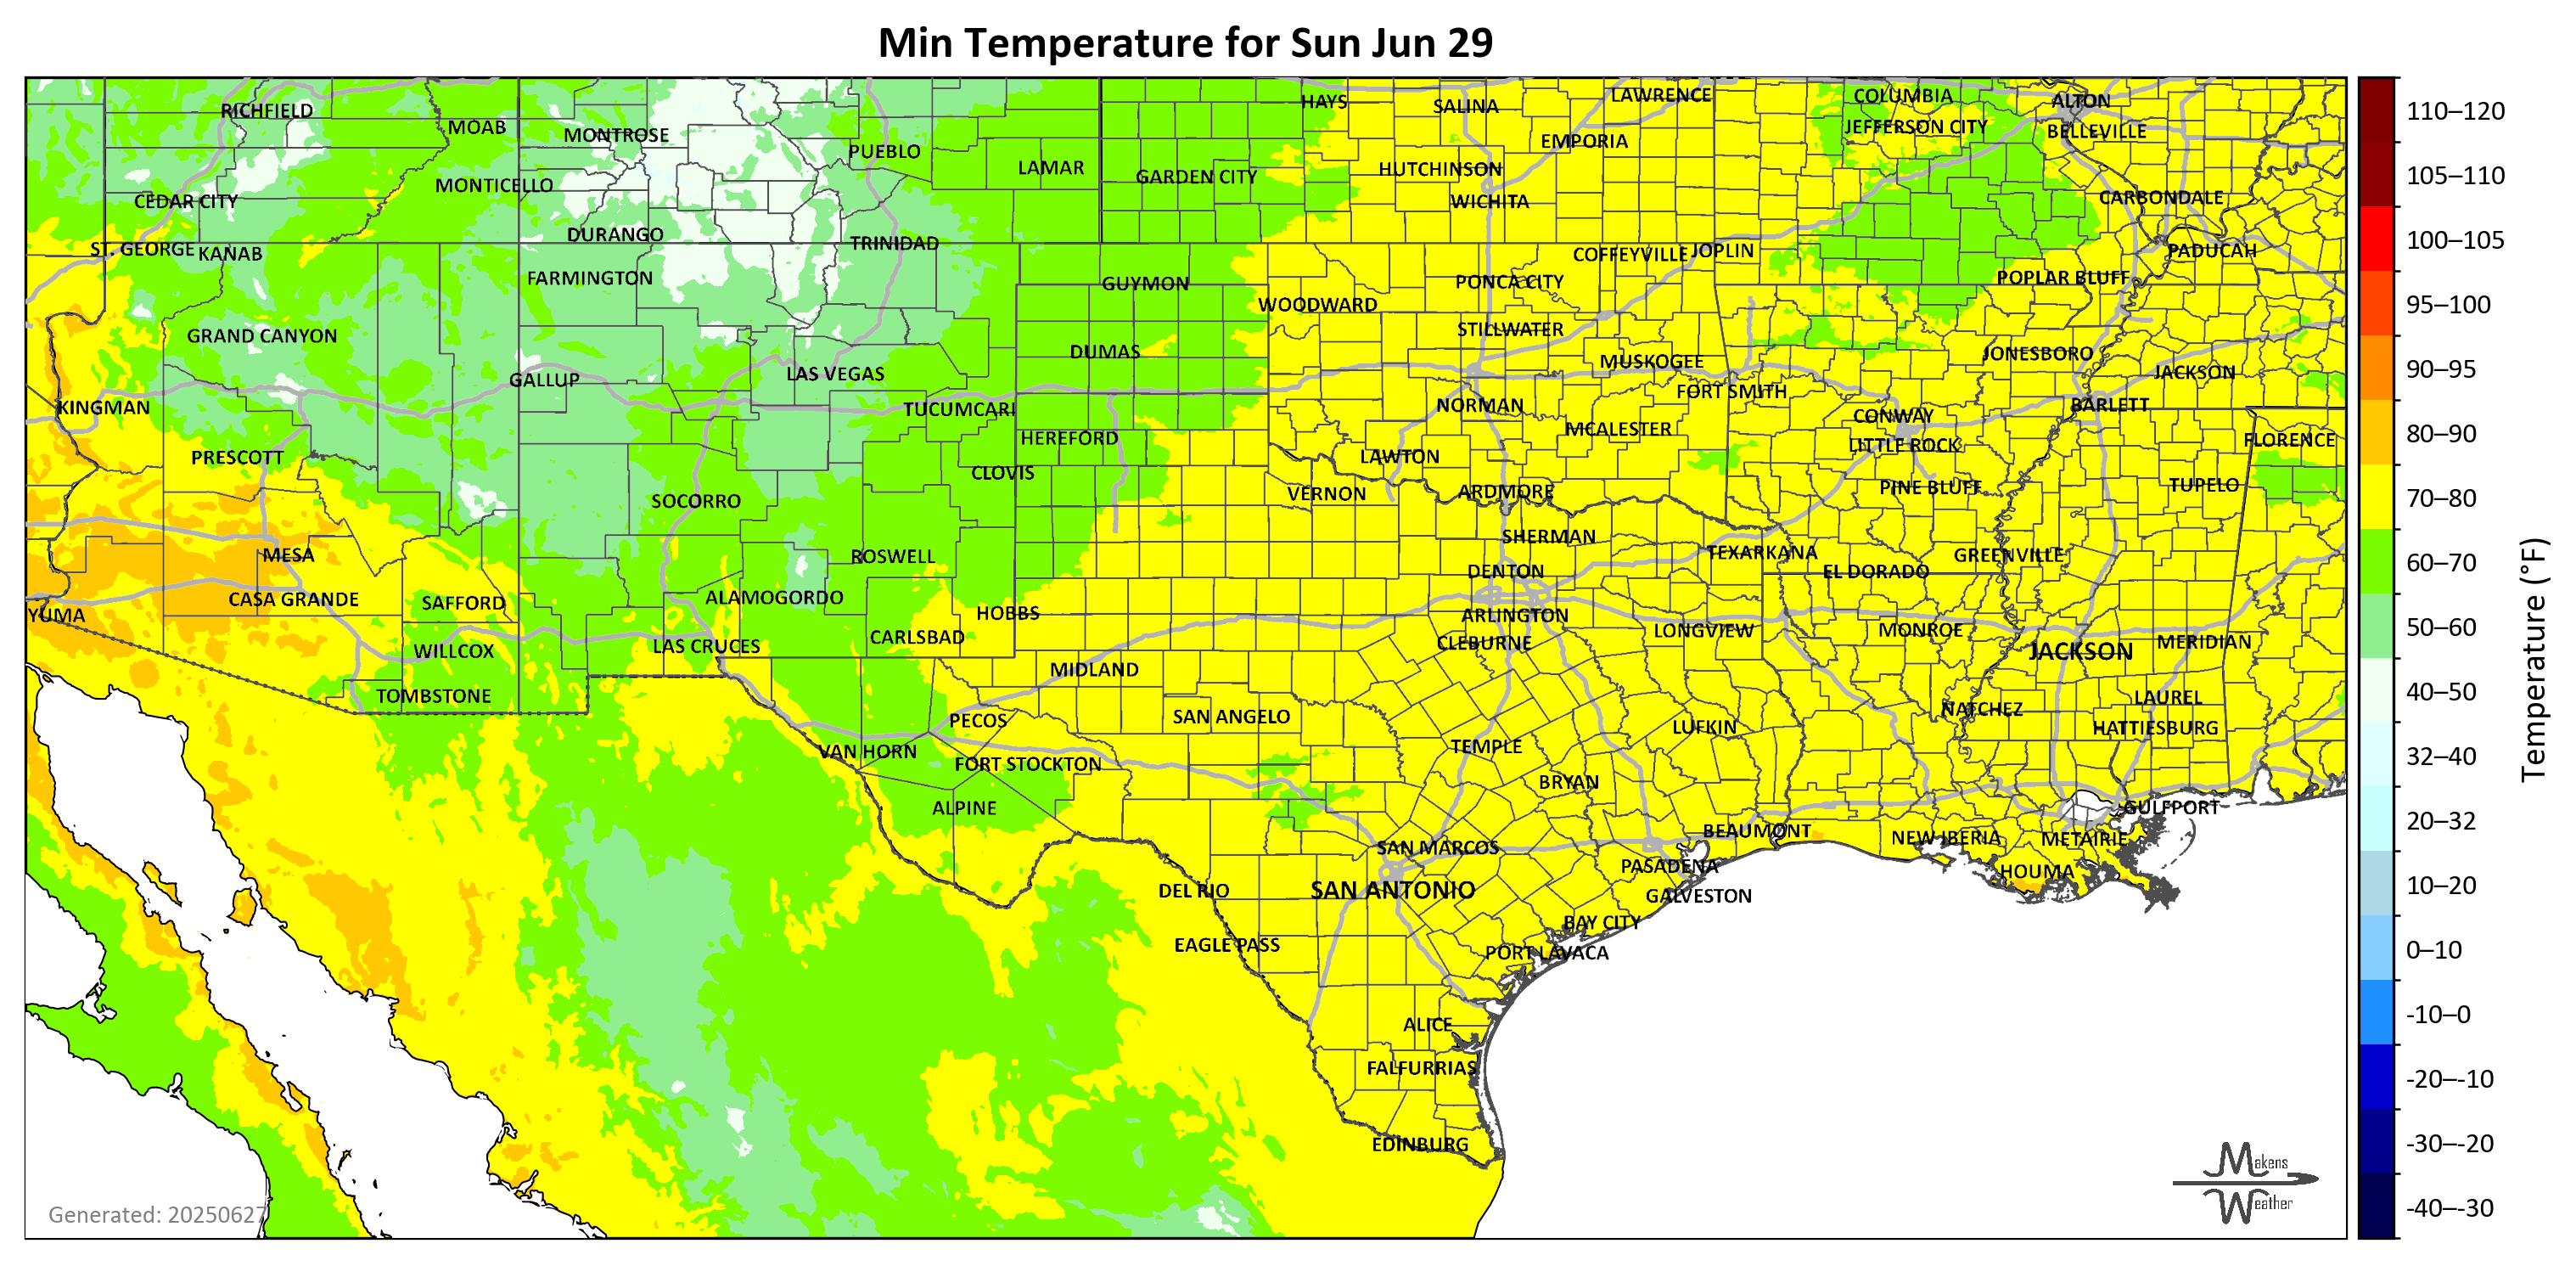 Min Temperature for Sun Jun 29
HAYS
SALINA
LAWRENCE
COLUMBIA
ALTON
RICHFIELD
MOAB
MONTROSE
PUEBLO
EMPORIA
JEFFERSON CITY
BELLEVILLE
LAMAR
GARDEN CITY
HUTCHINSON
MONTICELLO
CEDAR CITY
WICHITA
CARBONDALE
DURANGO
TRINIDAD
ST. GEORGE
KANAB
COFFEYVILLE
JOPLIN
PADUCAH
FARMINGTON
GUYMON
PONCA CITY
POPLAR BLUFF
WOODWARD
GRAND CANYON
STILLWATER
DUMAS
MUSKOGEE
JONESBORO
GALLUP
LAS VEGAS
JACKSON
FORT SMITH
KINGMAN
TUCUMCARI
NORMAN
CONWAY
BARLETT
HEREFORD
MCALESTER
LITTLE ROCK
FLORENCE
PRESCOTT
CLOVIS
LAWTON
SOCORRO
VERNON
ARDMORE
PINE BLUFF
TUPELO
SHERMAN
MESA
ROSWELL
TEXARKANA
GREENVILLE
DENTON
EL DORADO
CASA GRANDE
SAFFORD
ALAMOGORDO
YUMA
HOBBS
ARLINGTON
WILLCOX
LAS CRUCES
CARLSBAD
CLEBURNE
LONGVIEW
MONROE
JACKSON
MERIDIAN
MIDLAND
TOMBSTONE
LAUREL
PECOS
SAN ANGELO
NATCHEZ
VAN HORN
TEMPLE
LUFKIN
HATTIESBURG
FORT STOCKTON
BRYAN
ALPINE
GULFPORT
BEAUMONT
NEW IBERIA
METAIRIE
SAN MARCOS
PASADENA
HOUMA
DEL RIO
SAN ANTONIO
GALVESTON
BAY CITY
EAGLE PASS
PORT LAVACA
ALICE
FALFURRIAS
EDINBURG
Generated: 20250627
Makens
Weather
110–120
105–110
100–105
95–100
90–95
80–90
70–80
60–70
50–60
40–50
32–40
20–32
10–20
0–10
-10–0
-20–-10
-30–-20
-40–-30
Temperature (°F)